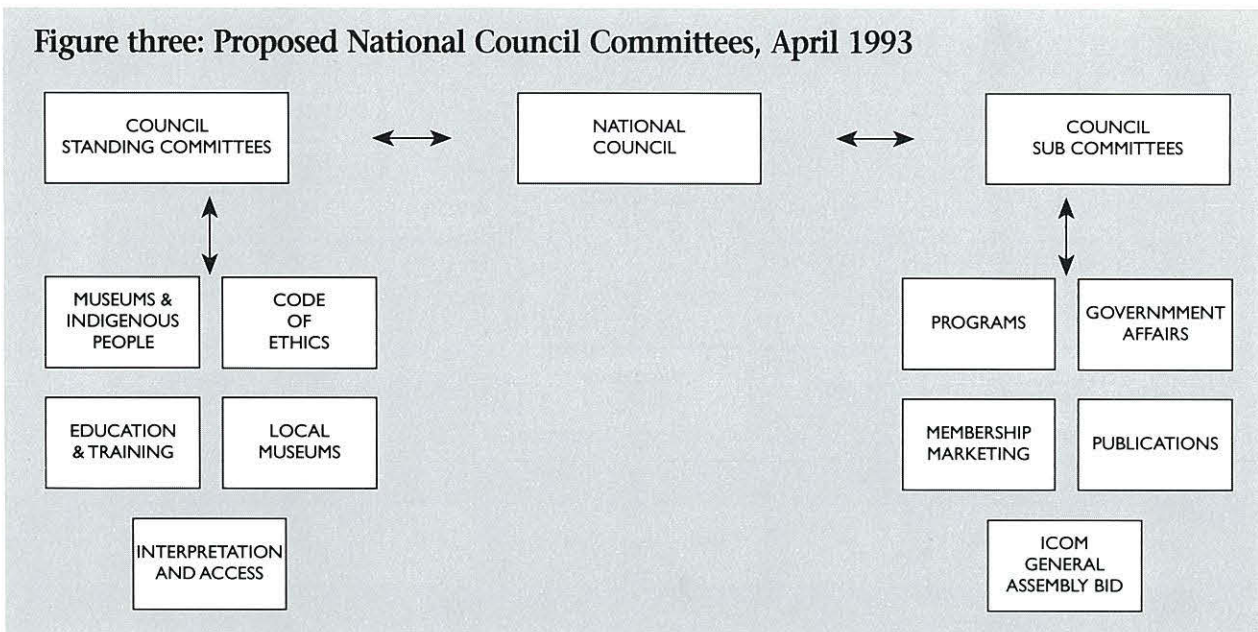 Figure three: Proposed National Council Committees, April 1993
COUNCIL
STANDING COMMITTEES
NATIONAL
COUNCIL
COUNCIL
SUB COMMITTEES
MUSEUMS &
INDIGENOUS
PEOPLE
CODE
OF
ETHICS
PROGRAMS
GOVERNMMENT
AFFAIRS
EDUCATION
& TRAINING
LOCAL
MUSEUMS
MEMBERSHIP
MARKETING
PUBLICATIONS
INTERPRETATION
AND ACCESS
ICOM
GENERAL
ASSEMBLY BID